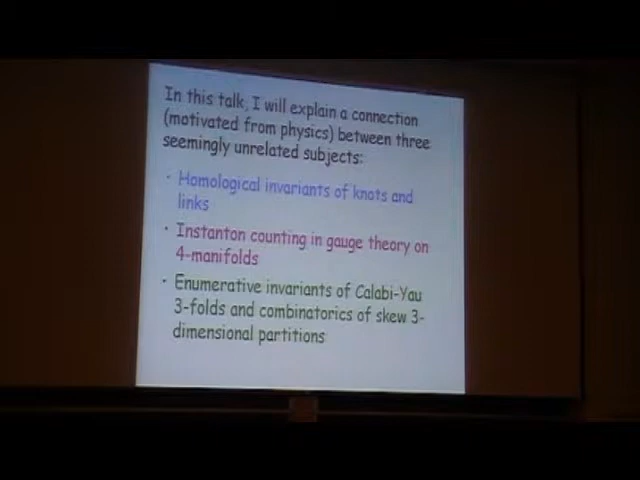 In this talk, I will explain a connection
(motivated from physics) between three
seemingly unrelated subjects:
• Homological invariants of knots and
links
• Instanton counting in gauge theory on
4-manifolds
• Enumerative invariants of Calabi-Yau
3-folds and combinatorics of skew 3-
dimensional partitions